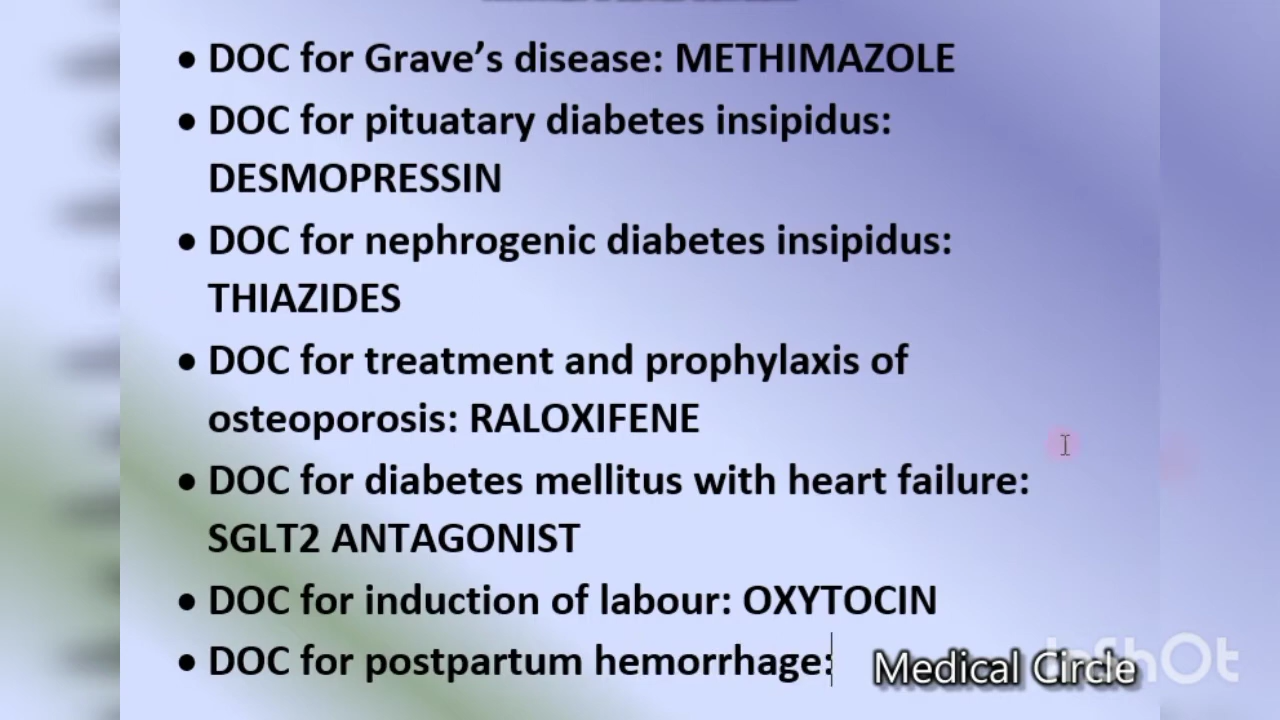 • DOC for Grave’s disease: METHIMAZOLE
• DOC for pituatary diabetes insipidus:
DESMOPRESSIN
• DOC for nephrogenic diabetes insipidus:
THIAZIDES
• DOC for treatment and prophylaxis of
osteoporosis: RALOXIFENE
• DOC for diabetes mellitus with heart failure:
SGLT2 ANTAGONIST
• DOC for induction of labour: OXYTOCIN
• DOC for postpartum hemorrhage:
Medical Circle